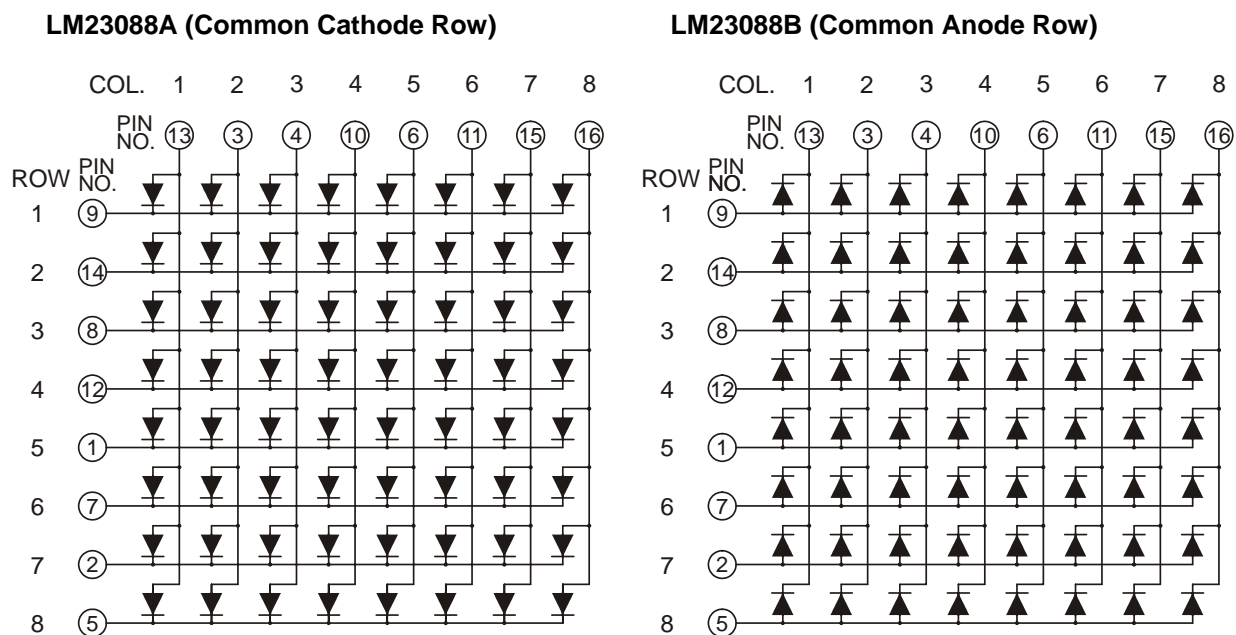 LM23088A (Common Cathode Row) LM23088B (Common Anode Row)
COL. 1 2 3 4 5 6 7 8 COL. 1 2 3 4 5 6 7 8
PIN NO. 13 3 4 10 6 11 15 16 PIN NO. 13 3 4 10 6 11 15 16
ROW PIN NO. ROW PIN NO.
1 9 1 9
2 14 2 14
3 8 3 8
4 12 4 12
5 1 5 1
6 7 6 7
7 2 7 2
8 5 8 5